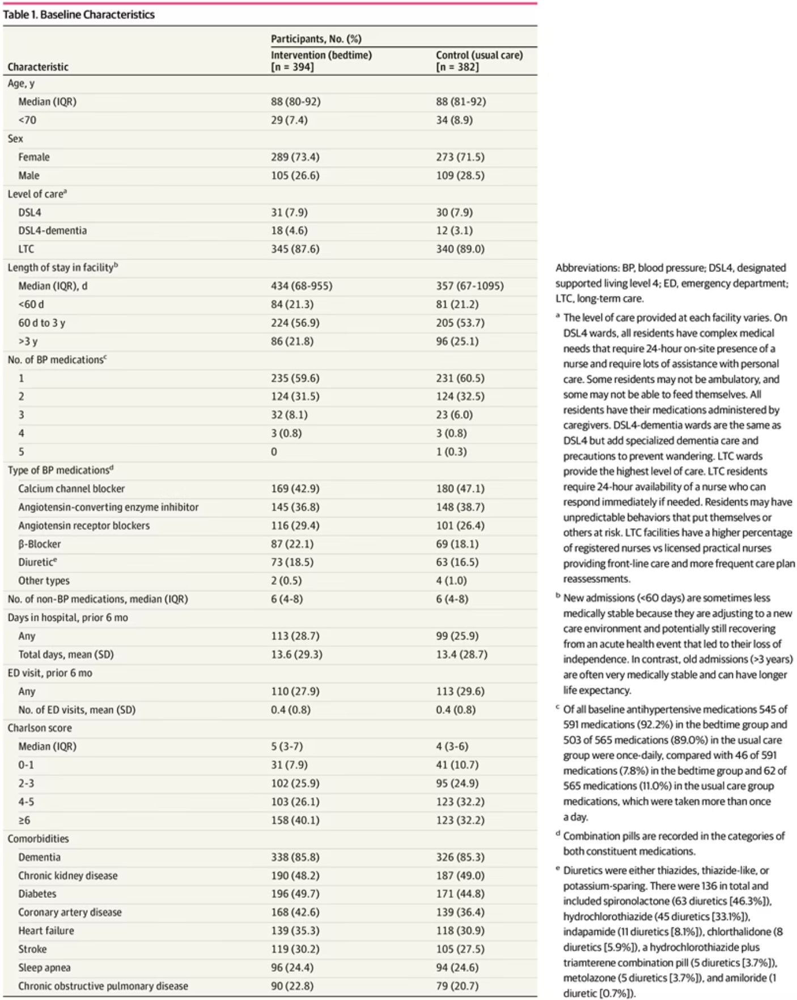 Table 1. Baseline Characteristics
Participants, No. (%)
Characteristic
Intervention (bedtime)
[n = 394]
Control (usual care)
[n = 382]
Age, y
Median (IQR) 88 (80-92) 88 (81-92)
<70 29 (7.4) 34 (8.9)
Sex
Female 289 (73.4) 273 (71.5)
Male 105 (26.6) 109 (28.5)
Level of careᵃ
DSL4 31 (7.9) 30 (7.9)
DSL4-dementia 18 (4.6) 12 (3.1)
LTC 345 (87.6) 340 (89.0)
Length of stay in facilityᵇ
Median (IQR), d 434 (68-955) 357 (67-1095)
<60 d 84 (21.3) 81 (21.2)
60 d to 3 y 224 (56.9) 205 (53.7)
>3 y 86 (21.8) 96 (25.1)
No. of BP medicationsᶜ
1 235 (59.6) 231 (60.5)
2 124 (31.5) 124 (32.5)
3 32 (8.1) 23 (6.0)
4 3 (0.8) 3 (0.8)
5 0 1 (0.3)
Type of BP medicationsᵈ
Calcium channel blocker 169 (42.9) 180 (47.1)
Angiotensin-converting enzyme inhibitor 145 (36.8) 148 (38.7)
Angiotensin receptor blockers 116 (29.4) 101 (26.4)
β-Blocker 87 (22.1) 69 (18.1)
Diureticᵉ 73 (18.5) 63 (16.5)
Other types 2 (0.5) 4 (1.0)
No. of non-BP medications, median (IQR) 6 (4-8) 6 (4-8)
Days in hospital, prior 6 mo
Any 113 (28.7) 99 (25.9)
Total days, mean (SD) 13.6 (29.3) 13.4 (28.7)
ED visit, prior 6 mo
Any 110 (27.9) 113 (29.6)
No. of ED visits, mean (SD) 0.4 (0.8) 0.4 (0.8)
Charlson score
Median (IQR) 5 (3-7) 4 (3-6)
0-1 31 (7.9) 41 (10.7)
2-3 102 (25.9) 95 (24.9)
4-5 103 (26.1) 123 (32.2)
≥6 158 (40.1) 123 (32.2)
Comorbidities
Dementia 338 (85.8) 326 (85.3)
Chronic kidney disease 190 (48.2) 187 (49.0)
Diabetes 196 (49.7) 171 (44.8)
Coronary artery disease 168 (42.6) 139 (36.4)
Heart failure 139 (35.3) 118 (30.9)
Stroke 119 (30.2) 105 (27.5)
Sleep apnea 96 (24.4) 94 (24.6)
Chronic obstructive pulmonary disease 90 (22.8) 79 (20.7)
Abbreviations: BP, blood pressure; DSL4, designated
supported living level 4; ED, emergency department;
LTC, long-term care.
ᵃ The level of care provided at each facility varies. On
DSL4 wards, all residents have complex medical
needs that require 24-hour on-site presence of a
nurse and require lots of assistance with personal
care. Some residents may not be ambulatory, and
some may not be able to feed themselves. All
residents have their medications administered by
caregivers. DSL4-dementia wards are the same as
DSL4 but add specialized dementia care and
precautions to prevent wandering. LTC wards
provide the highest level of care. LTC residents
require 24-hour availability of a nurse who can
respond immediately if needed. Residents may have
unpredictable behaviors that put themselves or
others at risk. LTC facilities have a higher percentage
of registered nurses vs licensed practical nurses
providing front-line care and more frequent care plan
reassessments.
ᵇ New admissions (<60 days) are sometimes less
medically stable because they are adjusting to a new
care environment and potentially still recovering
from an acute health event that led to their loss of
independence. In contrast, old admissions (>3 years)
are often very medically stable and can have longer
life expectancy.
ᶜ Of all baseline antihypertensive medications 545 of
591 medications (92.2%) in the bedtime group and
503 of 565 medications (89.0%) in the usual care
group were once-daily, compared with 46 of 591
medications (7.8%) in the bedtime group and 62 of
565 medications (11.0%) in the usual care group
medications, which were taken more than once
a day.
ᵈ Combination pills are recorded in the categories of
both constituent medications.
ᵉ Diuretics were either thiazides, thiazide-like, or
potassium-sparing. There were 136 in total and
included spironolactone (63 diuretics [46.3%]),
hydrochlorothiazide (45 diuretics [33.1%]),
indapamide (11 diuretics [8.1%]), chlorthalidone (8
diuretics [5.9%]), a hydrochlorothiazide plus
triamterene combination pill (5 diuretics [3.7%]),
metolazone (5 diuretics [3.7%]), and amiloride (1
diuretic [0.7%]).